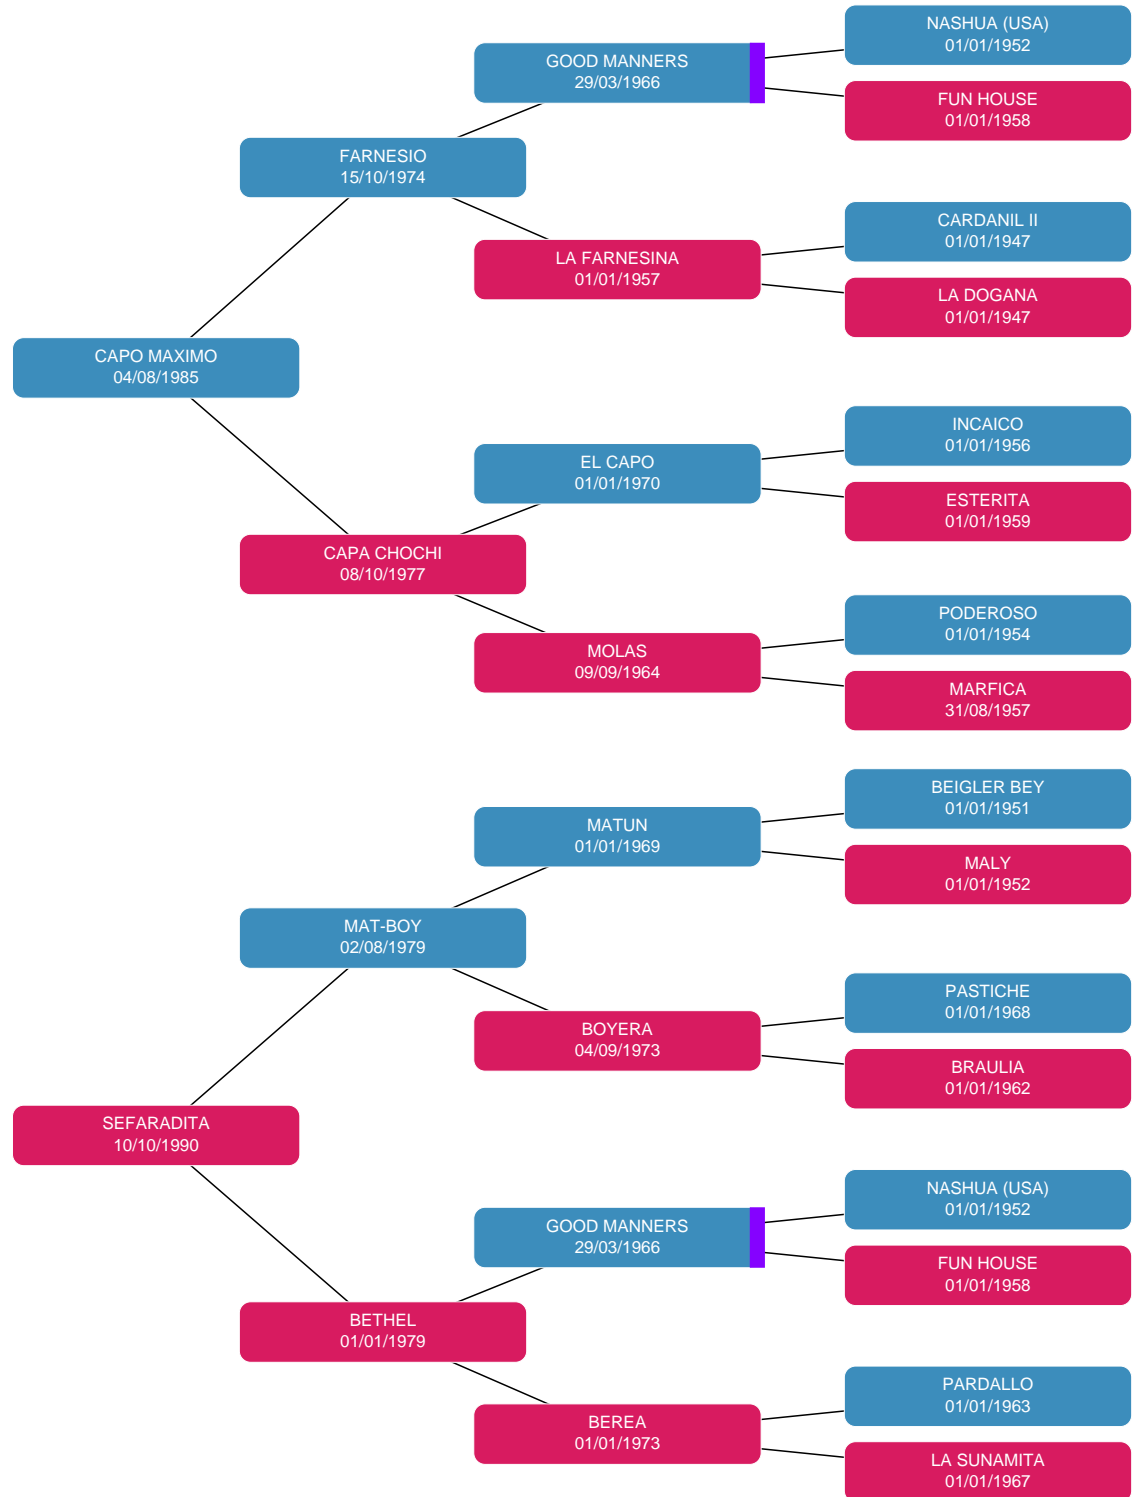 NASHUA (USA)
01/01/1952
GOOD MANNERS
29/03/1966
FUN HOUSE
01/01/1958
FARNESIO
15/10/1974
CARDANIL II
01/01/1947
LA FARNESINA
01/01/1957
LA DOGANA
01/01/1947
CAPO MAXIMO
04/08/1985
INCAICO
01/01/1956
EL CAPO
01/01/1970
ESTERITA
01/01/1959
CAPA CHOCHI
08/10/1977
PODEROSO
01/01/1954
MOLAS
09/09/1964
MARFICA
31/08/1957
BEIGLER BEY
01/01/1951
MATUN
01/01/1969
MALY
01/01/1952
MAT-BOY
02/08/1979
PASTICHE
01/01/1968
BOYERA
04/09/1973
BRAULIA
01/01/1962
SEFARADITA
10/10/1990
NASHUA (USA)
01/01/1952
GOOD MANNERS
29/03/1966
FUN HOUSE
01/01/1958
BETHEL
01/01/1979
PARDALLO
01/01/1963
BEREA
01/01/1973
LA SUNAMITA
01/01/1967